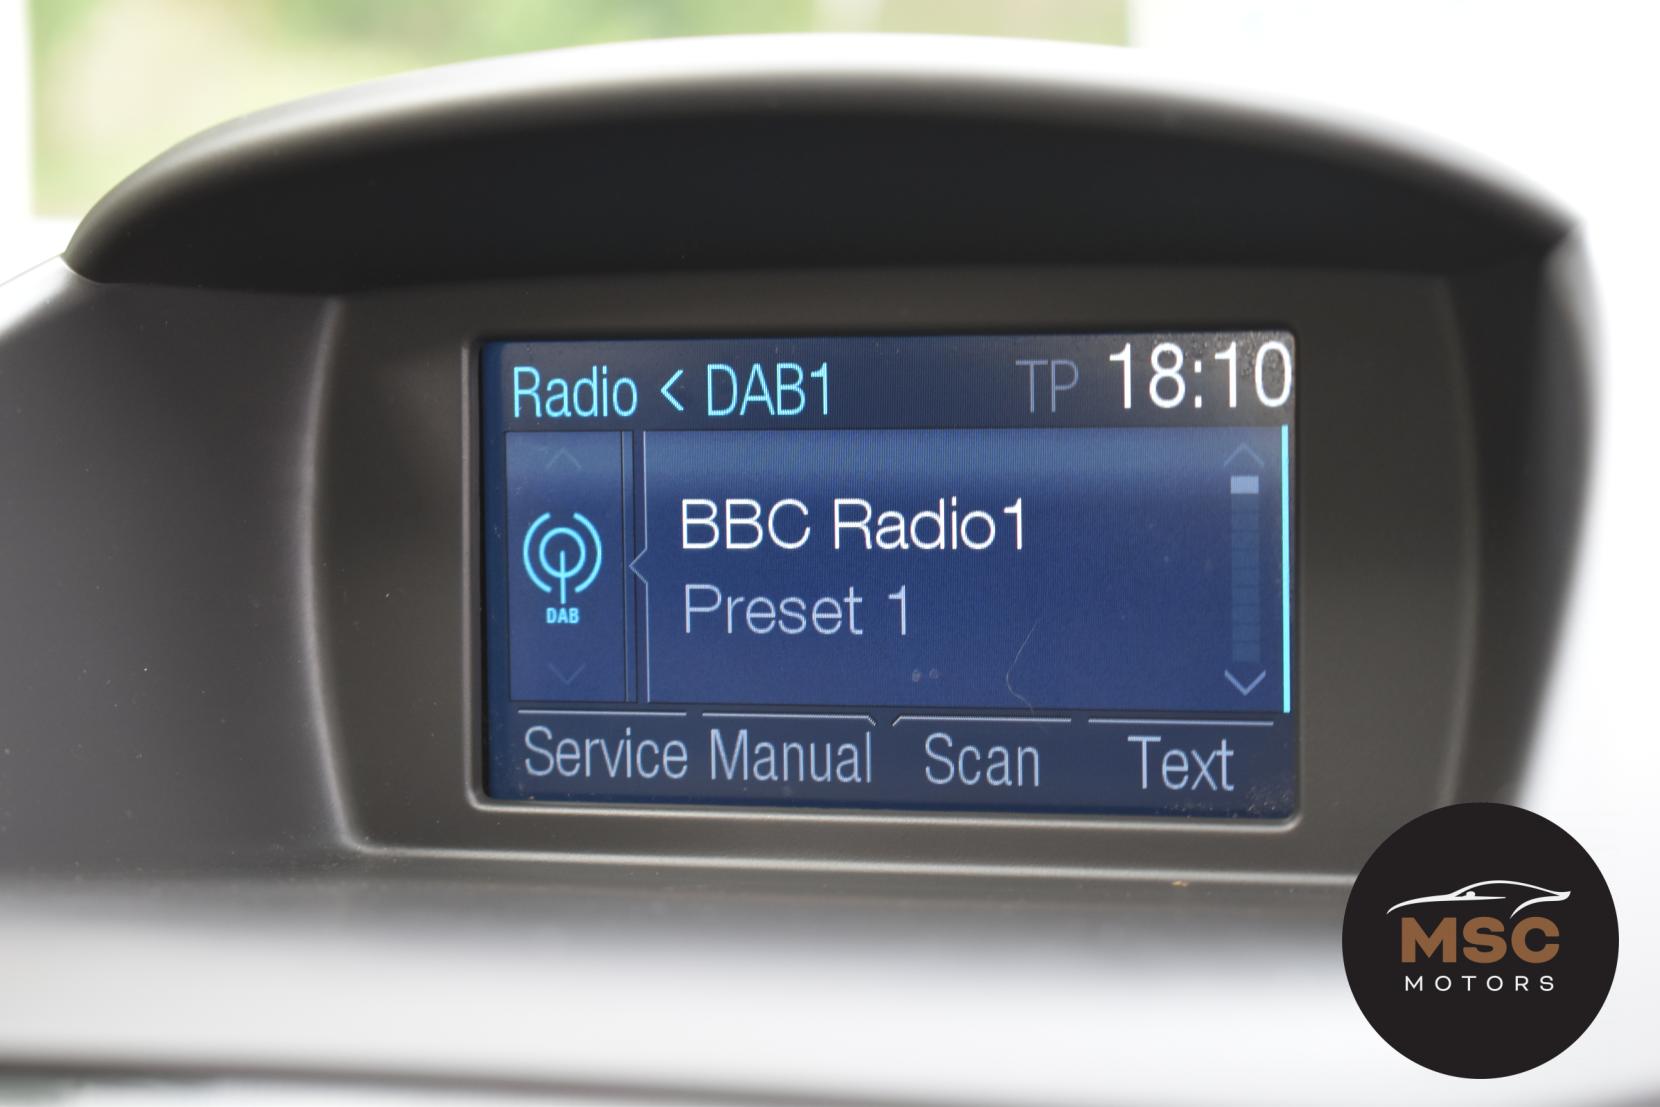 Radio < DAB1 TP 18:10
BBC Radio1
Preset 1
DAB
Service Manual Scan Text
MSC
MOTORS